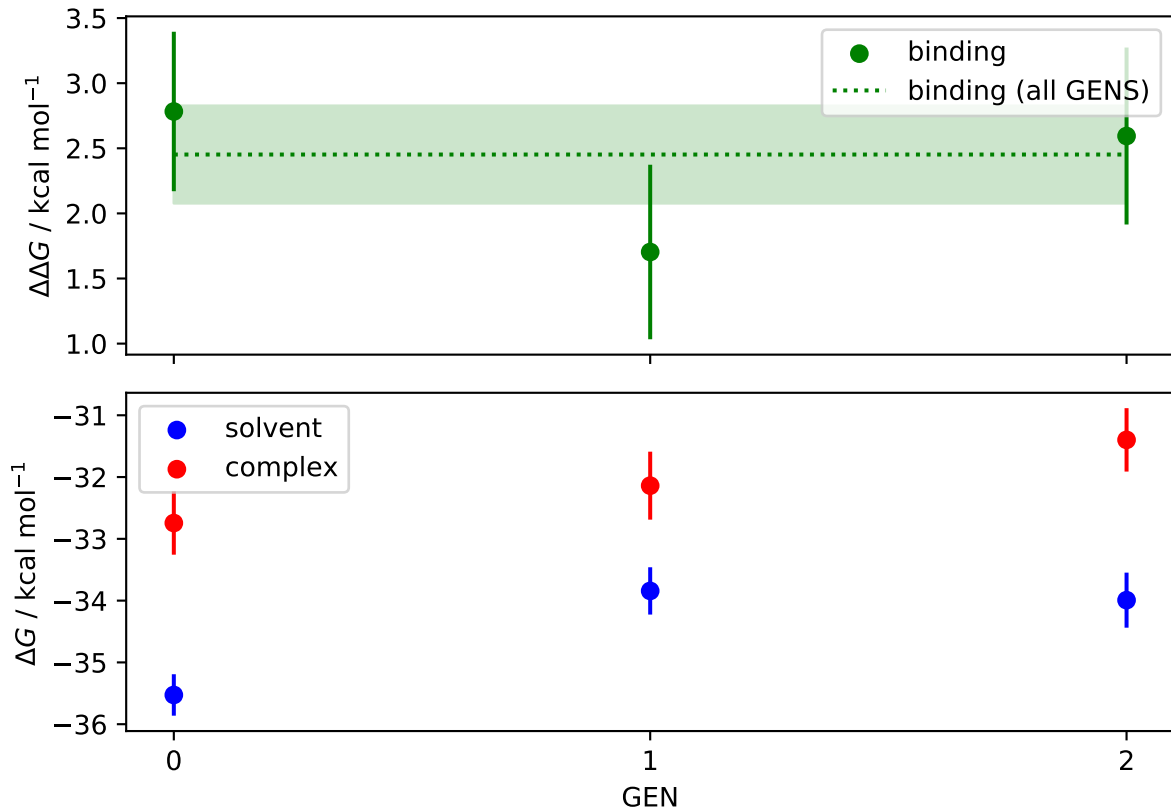 3.5
3.0
2.5
2.0
1.5
1.0
ΔΔG / kcal mol⁻¹
binding
binding (all GENS)
−31
−32
−33
−34
−35
−36
ΔG / kcal mol⁻¹
solvent
complex
0 1 2
GEN